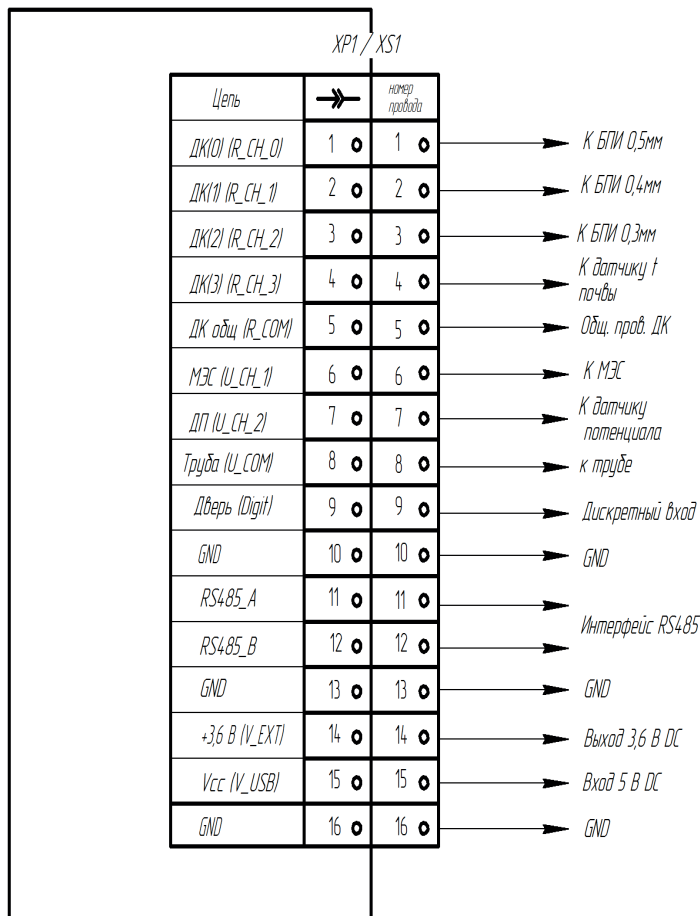 XP1 / XS1
Цепь
номер
провода
ДК(0) (R_CH_0) 1 1 К БПИ 0,5мм
ДК(1) (R_CH_1) 2 2 К БПИ 0,4мм
ДК(2) (R_CH_2) 3 3 К БПИ 0,3мм
ДК(3) (R_CH_3) 4 4 К датчику t
почвы
ДК общ (R_COM) 5 5 Общ. пров. ДК
МЭС (U_CH_1) 6 6 К МЭС
ДП (U_CH_2) 7 7 К датчику
потенциала
Труба (U_COM) 8 8 к трубе
Дверь (Digit) 9 9 Дискретный вход
GND 10 10 GND
RS485_A 11 11
Интерфейс RS485
RS485_B 12 12
GND 13 13 GND
+3,6 В (V_EXT) 14 14 Выход 3,6 В DC
Vcc (V_USB) 15 15 Вход 5 В DC
GND 16 16 GND